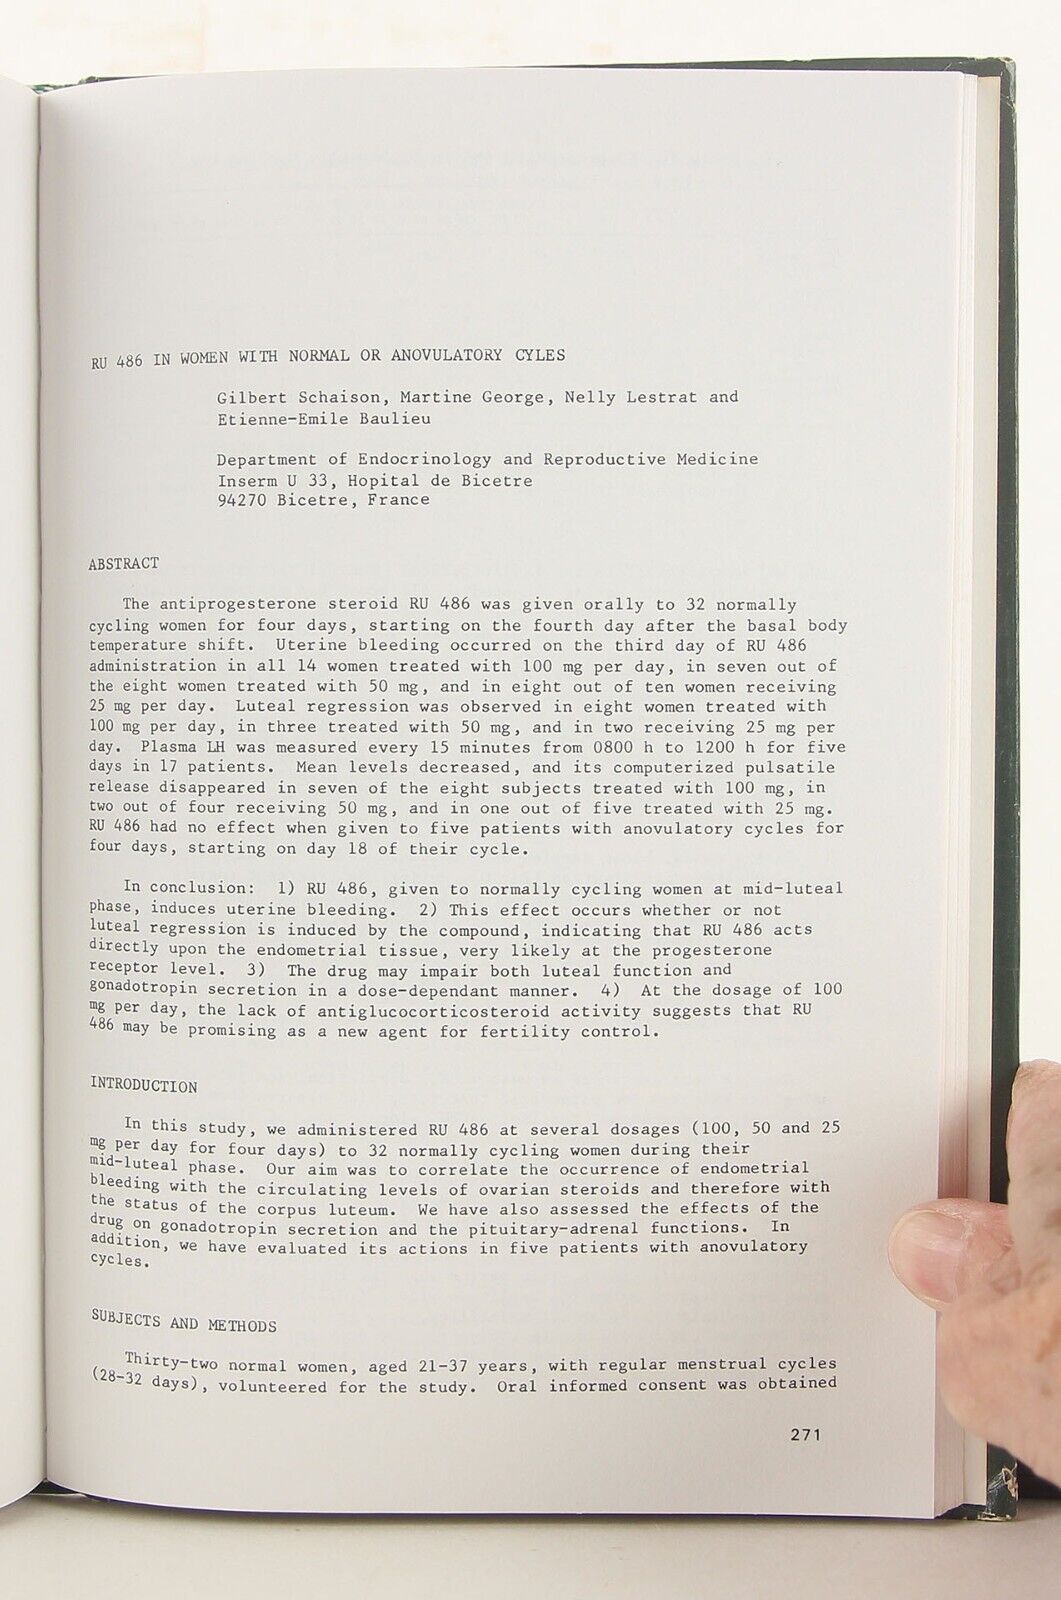 RU 486 IN WOMEN WITH NORMAL OR ANOVULATORY CYLES
Gilbert Schaison, Martine George, Nelly Lestrat and
Etienne-Emile Baulieu
Department of Endocrinology and Reproductive Medicine
Inserm U 33, Hopital de Bicetre
94270 Bicetre, France
ABSTRACT
The antiprogesterone steroid RU 486 was given orally to 32 normally
cycling women for four days, starting on the fourth day after the basal body
temperature shift. Uterine bleeding occurred on the third day of RU 486
administration in all 14 women treated with 100 mg per day, in seven out of
the eight women treated with 50 mg, and in eight out of ten women receiving
25 mg per day. Luteal regression was observed in eight women treated with
100 mg per day, in three treated with 50 mg, and in two receiving 25 mg per
day. Plasma LH was measured every 15 minutes from 0800 h to 1200 h for five
days in 17 patients. Mean levels decreased, and its computerized pulsatile
release disappeared in seven of the eight subjects treated with 100 mg, in
two out of four receiving 50 mg, and in one out of five treated with 25 mg.
RU 486 had no effect when given to five patients with anovulatory cycles for
four days, starting on day 18 of their cycle.
In conclusion: 1) RU 486, given to normally cycling women at mid-luteal
phase, induces uterine bleeding. 2) This effect occurs whether or not
luteal regression is induced by the compound, indicating that RU 486 acts
directly upon the endometrial tissue, very likely at the progesterone
receptor level. 3) The drug may impair both luteal function and
gonadotropin secretion in a dose-dependant manner. 4) At the dosage of 100
mg per day, the lack of antiglucocorticosteroid activity suggests that RU
486 may be promising as a new agent for fertility control.
INTRODUCTION
In this study, we administered RU 486 at several dosages (100, 50 and 25
mg per day for four days) to 32 normally cycling women during their
mid-luteal phase. Our aim was to correlate the occurrence of endometrial
bleeding with the circulating levels of ovarian steroids and therefore with
the status of the corpus luteum. We have also assessed the effects of the
drug on gonadotropin secretion and the pituitary-adrenal functions. In
addition, we have evaluated its actions in five patients with anovulatory
cycles.
SUBJECTS AND METHODS
Thirty-two normal women, aged 21-37 years, with regular menstrual cycles
(28-32 days), volunteered for the study. Oral informed consent was obtained
271